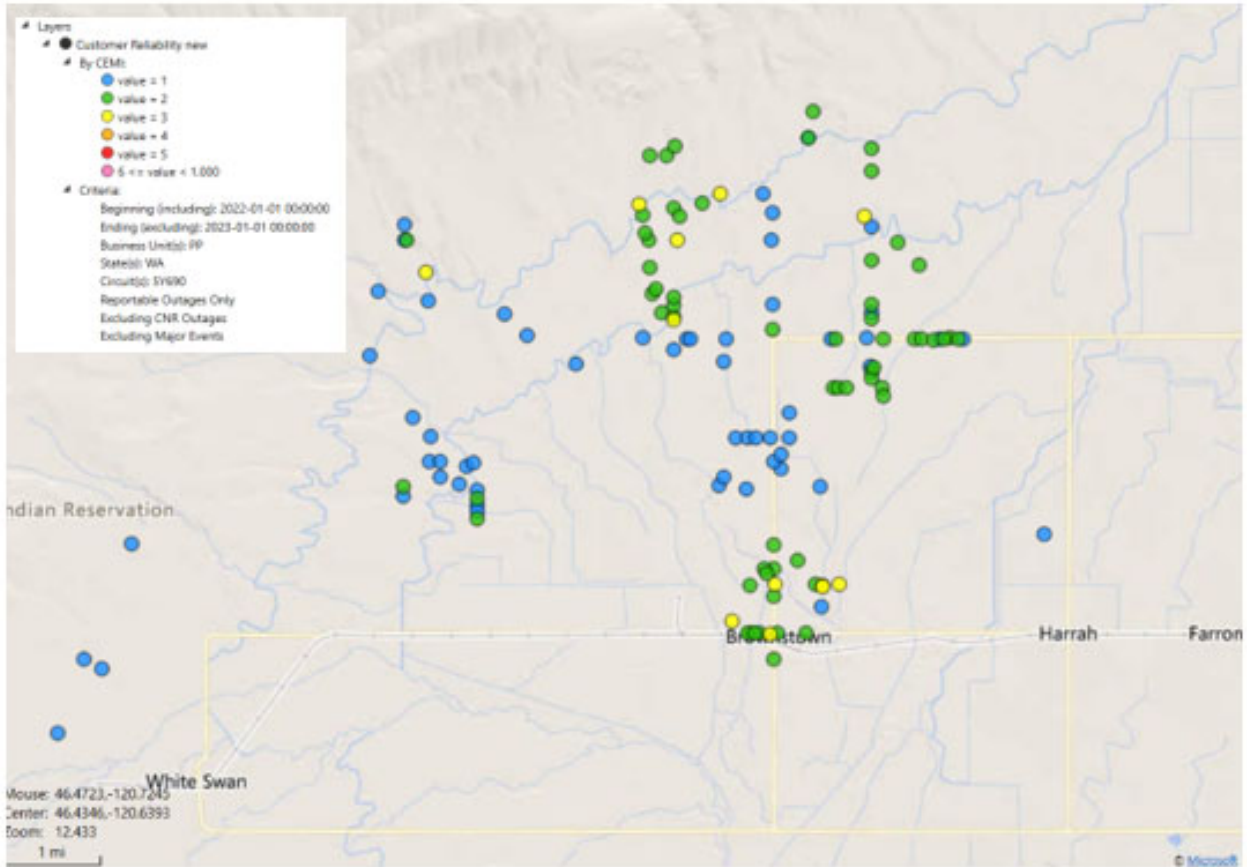 Layers
Customer Reliability new
By CEMI:
value = 1
value = 2
value = 3
value = 4
value = 5
6 <= value < 1.000
Criteria:
Beginning (including): 2022-01-01 00:00:00
Ending (excluding): 2023-01-01 00:00:00
Business Unit(s): PP
State(s): WA
Circuit(s): 5Y690
Reportable Outages Only
Excluding CNR Outages
Excluding Major Events
ndian Reservation
Brownstown
Harrah
Farron
White Swan
Mouse: 46.4723,-120.7245
Center: 46.4346,-120.6393
Zoom: 12.433
1 mi
© Microsoft